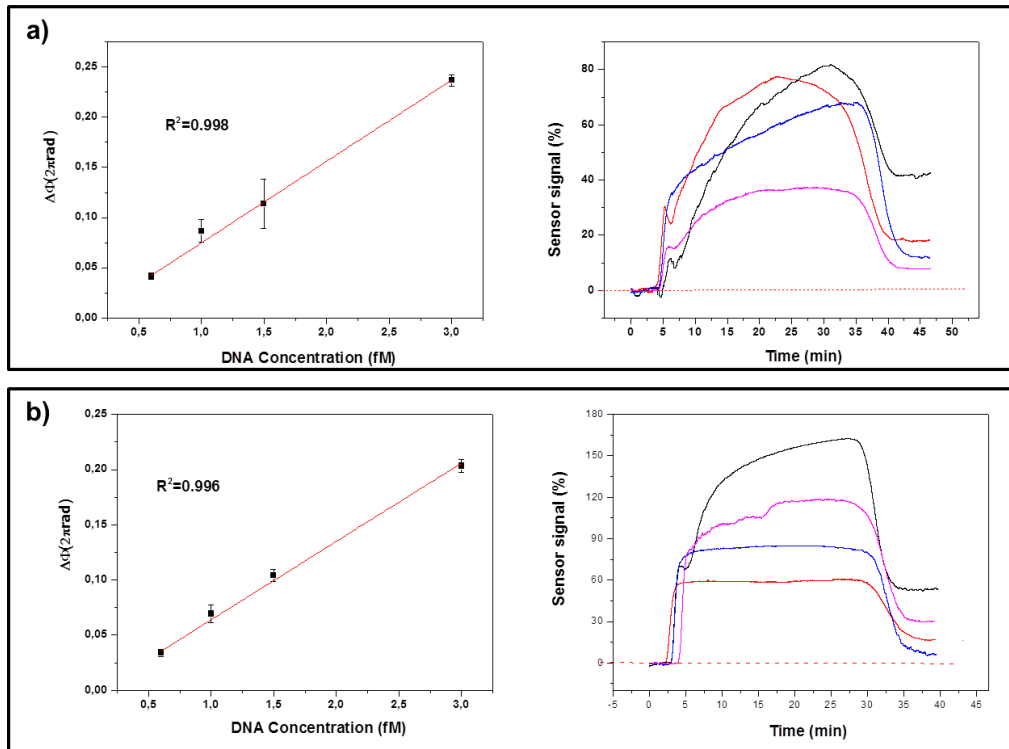 a)
0,25
0,20
0,15
0,10
0,05
0,00
ΔΦ(2πrad)
R²=0.998
0,5 1,0 1,5 2,0 2,5 3,0
DNA Concentration (fM)
80
60
40
20
0
Sensor signal (%)
0 5 10 15 20 25 30 35 40 45 50
Time (min)
b)
0,25
0,20
0,15
0,10
0,05
0,00
ΔΦ(2πrad)
R²=0.996
0,5 1,0 1,5 2,0 2,5 3,0
DNA Concentration (fM)
180
150
120
90
60
30
0
Sensor signal (%)
-5 0 5 10 15 20 25 30 35 40 45
Time (min)